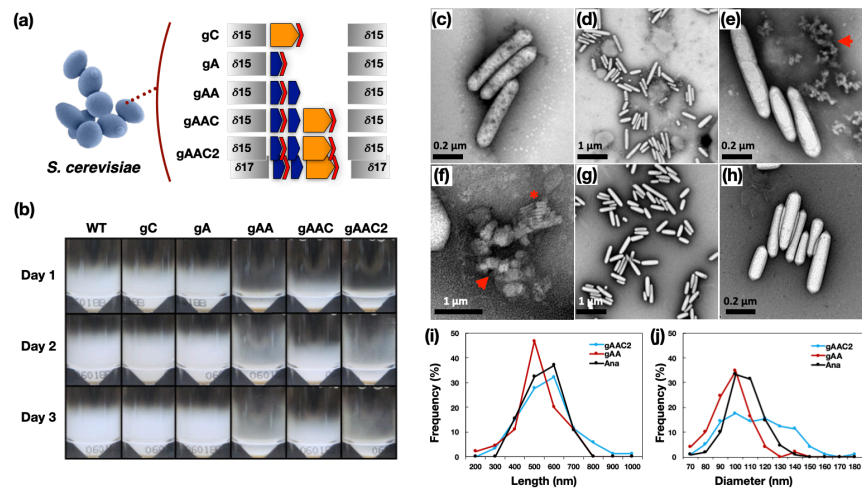 (a)
S. cerevisiae
gC
δ15
δ15
gA
δ15
δ15
gAA
δ15
δ15
gAAC
δ15
δ15
gAAC2
δ15
δ15
δ17
δ17
(b)
WT gC gA gAA gAAC gAAC2
Day 1
Day 2
Day 3
(c)
0.2 μm
(d)
1 μm
(e)
0.2 μm
(f)
1 μm
(g)
1 μm
(h)
0.2 μm
(i)
Frequency (%)
50
40
30
20
10
0
gAAC2
gAA
Ana
200 300 400 500 600 700 800 900 1000
Length (nm)
(j)
Frequency (%)
50
40
30
20
10
0
gAAC2
gAA
Ana
70 80 90 100 110 120 130 140 150 160 170 180
Diameter (nm)